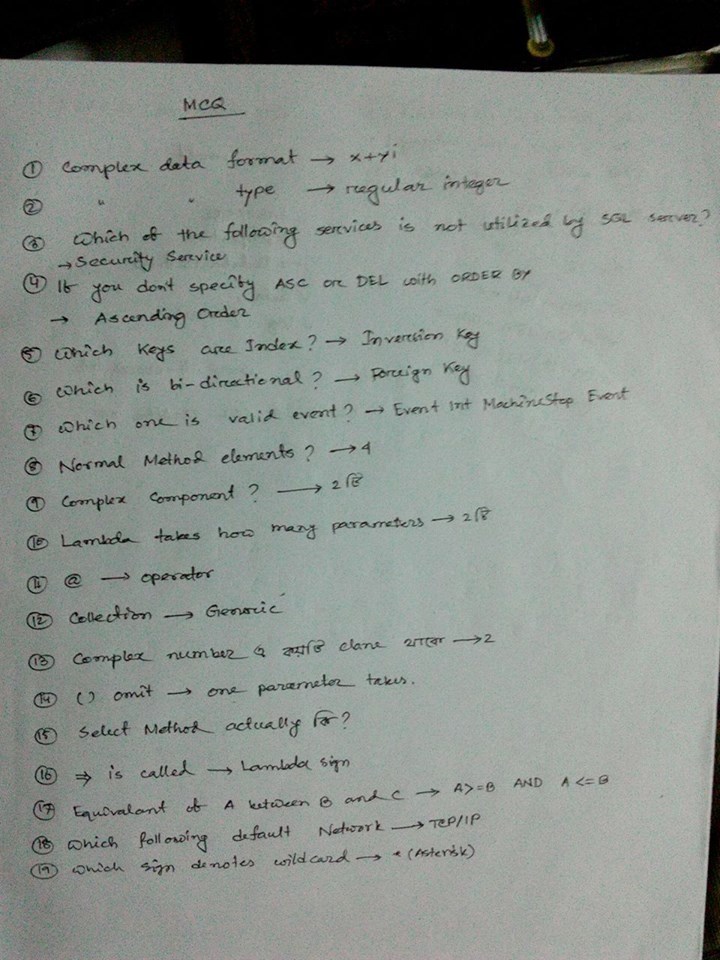 MCQ
① Complex data format → x+yi
② " " type → regular integer
③ Which of the following services is not utilized by SQL server?
→ Security Service
④ If you don't specify ASC or DEL with ORDER BY
→ Ascending Order
⑤ Which Keys are Index? → Inversion Key
⑥ Which is bi-directional? → Foreign Key
⑦ Which one is valid event? → Event Int MachineStop Event
⑧ Normal Method elements? → 4
⑨ Complex Component? → 2 টি
⑩ Lambda takes how many parameters → 2 টি
⑪ @ → operator
⑫ Collection → Generic
⑬ Complex number এ কয়টি clane থাকে → 2
⑭ () omit → one parameter takes.
⑮ Select Method actually কি?
⑯ ⇒ is called → Lambda sign
⑰ Equivalant of A between B and C → A>=B AND A<=B
⑱ Which following default Network → TCP/IP
⑲ which sign denotes wildcard → * (Asterisk)